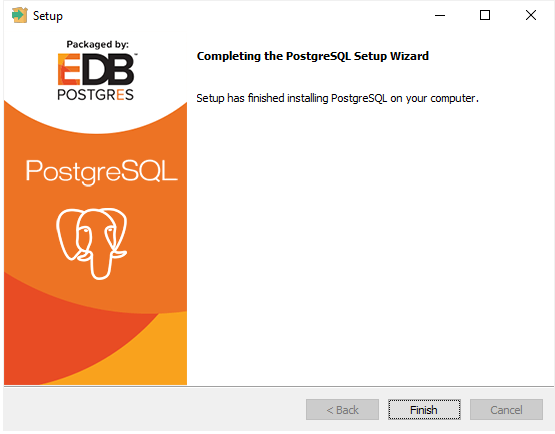 Setup
Packaged by:
EDB™
POSTGRES
PostgreSQL
Completing the PostgreSQL Setup Wizard
Setup has finished installing PostgreSQL on your computer.
< Back
Finish
Cancel